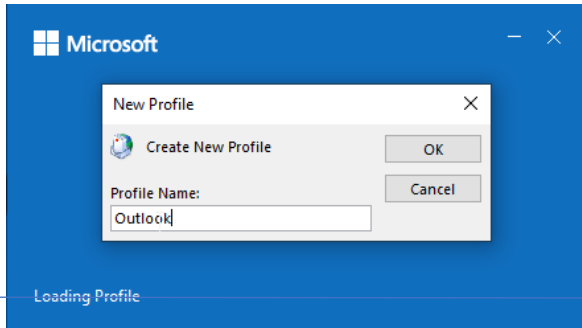 Microsoft
New Profile
Create New Profile
OK
Profile Name:
Cancel
Outlook
Loading Profile